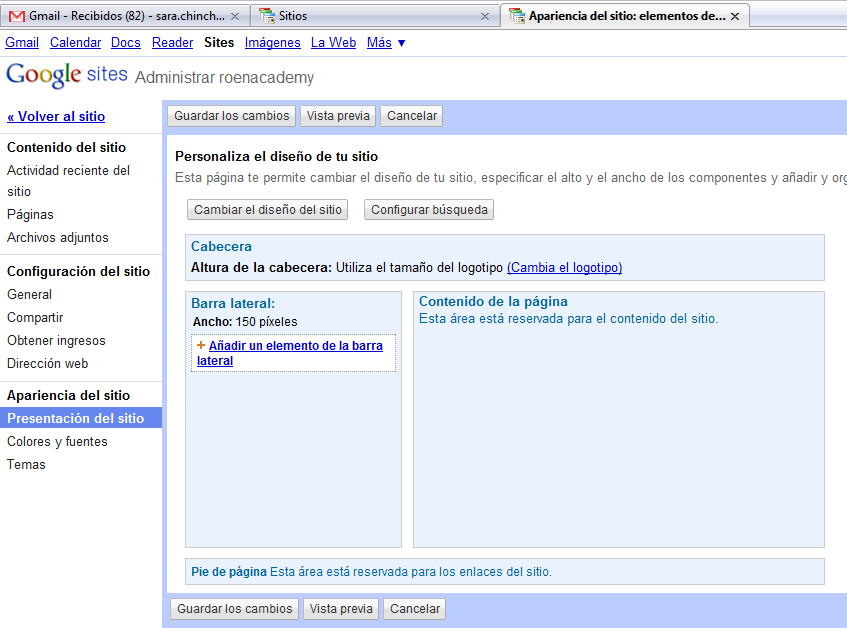 Gmail - Recibidos (82) - sara.chinch...
Sitios
Apariencia del sitio: elementos de...
Gmail Calendar Docs Reader Sites Imágenes La Web Más ▼
Google sites Administrar roenacademy
« Volver al sitio
Contenido del sitio
Actividad reciente del
sitio
Páginas
Archivos adjuntos
Configuración del sitio
General
Compartir
Obtener ingresos
Dirección web
Apariencia del sitio
Presentación del sitio
Colores y fuentes
Temas
Guardar los cambios Vista previa Cancelar
Personaliza el diseño de tu sitio
Esta página te permite cambiar el diseño de tu sitio, especificar el alto y el ancho de los componentes y añadir y org
Cambiar el diseño del sitio Configurar búsqueda
Cabecera
Altura de la cabecera: Utiliza el tamaño del logotipo (Cambia el logotipo)
Barra lateral:
Ancho: 150 píxeles
+ Añadir un elemento de la barra
lateral
Contenido de la página
Esta área está reservada para el contenido del sitio.
Pie de página Esta área está reservada para los enlaces del sitio.
Guardar los cambios Vista previa Cancelar